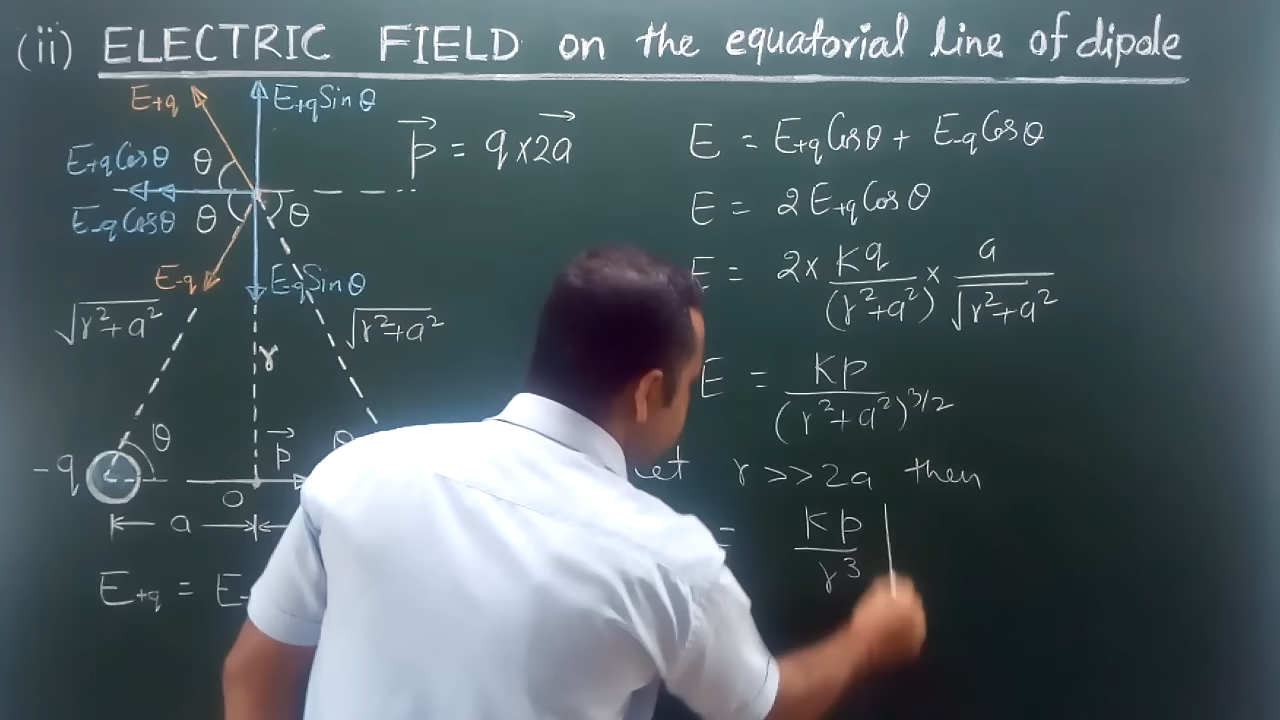 (ii) ELECTRIC FIELD on the equatorial line of dipole
E+q
E+qSinθ
E+qCosθ θ
E-qCosθ θ θ
E-q
E-qSinθ
√r²+a²
√r²+a²
r
θ
θ
-q
p⃗
O
a
E+q = E-
p⃗ = q×2a⃗
E = E+qCosθ + E-qCosθ
E = 2E+qCosθ
E = 2× Kq/(r²+a²) × a/√r²+a²
E = Kp/(r²+a²)^3/2
Let r >> 2a then
= Kp/r³